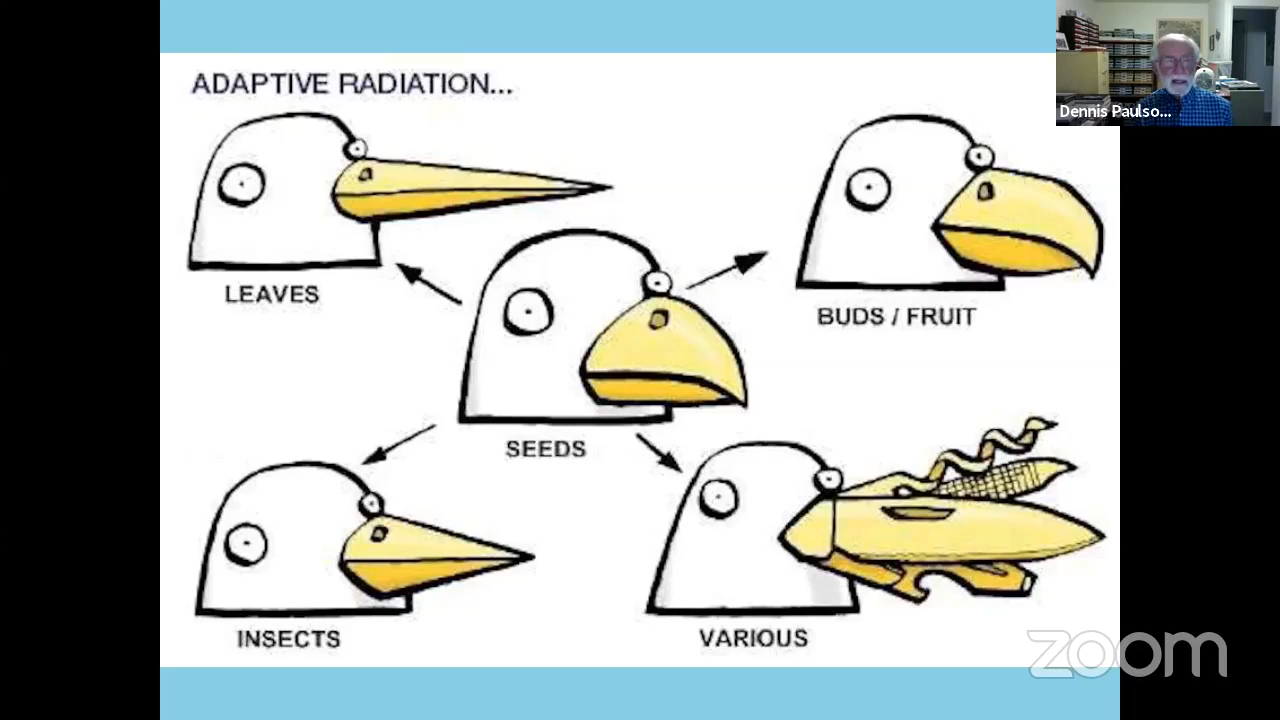 ADAPTIVE RADIATION...
Dennis Paulso...
LEAVES
BUDS / FRUIT
SEEDS
INSECTS
VARIOUS
zoom